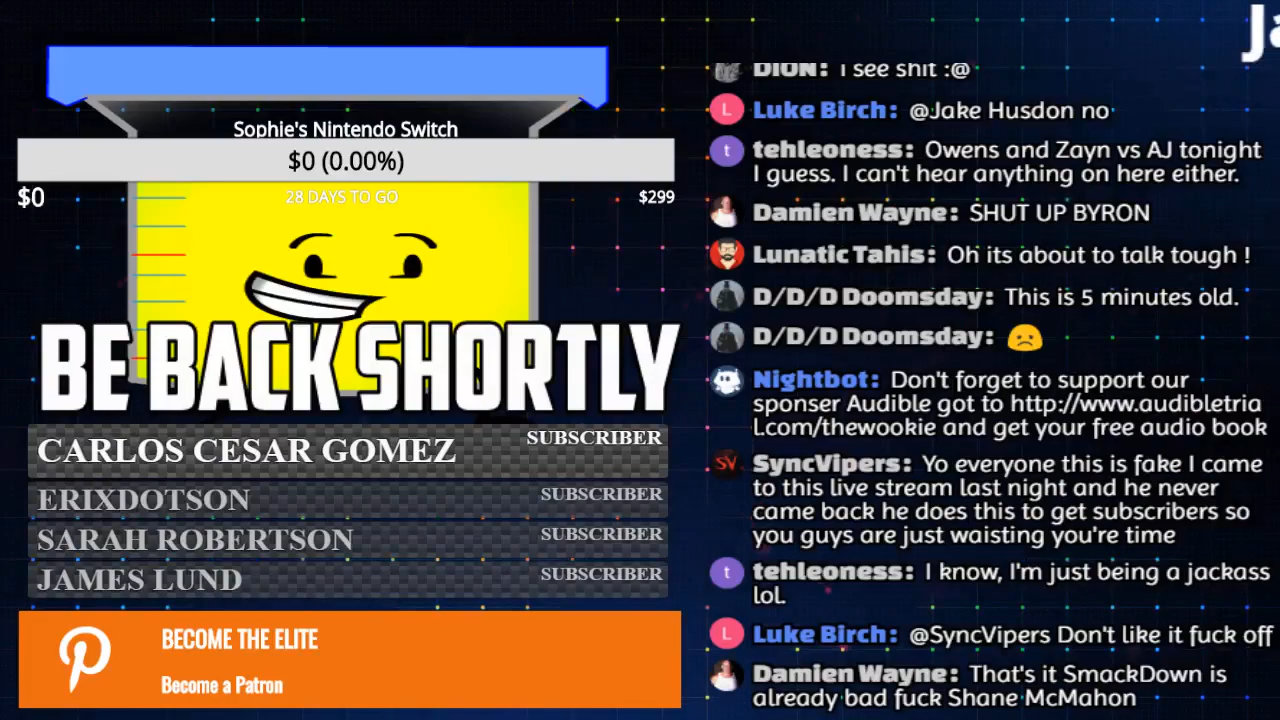 Ja
Sophie's Nintendo Switch
$0 (0.00%)
$0
28 DAYS TO GO
$299
BE BACK SHORTLY
CARLOS CESAR GOMEZ
SUBSCRIBER
ERIXDOTSON
SUBSCRIBER
SARAH ROBERTSON
SUBSCRIBER
JAMES LUND
SUBSCRIBER
BECOME THE ELITE
Become a Patron
DION: I see shit :@
L
Luke Birch: @Jake Husdon no
t
tehleoness: Owens and Zayn vs AJ tonight
I guess. I can't hear anything on here either.
Damien Wayne: SHUT UP BYRON
Lunatic Tahis: Oh its about to talk tough !
D/D/D Doomsday: This is 5 minutes old.
D/D/D Doomsday: 🙁
Nightbot: Don't forget to support our
sponser Audible got to http://www.audibletria
l.com/thewookie and get your free audio book
SV
SyncVipers: Yo everyone this is fake I came
to this live stream last night and he never
came back he does this to get subscribers so
you guys are just waisting you're time
t
tehleoness: I know, I'm just being a jackass
lol.
L
Luke Birch: @SyncVipers Don't like it fuck off
Damien Wayne: That's it SmackDown is
already bad fuck Shane McMahon